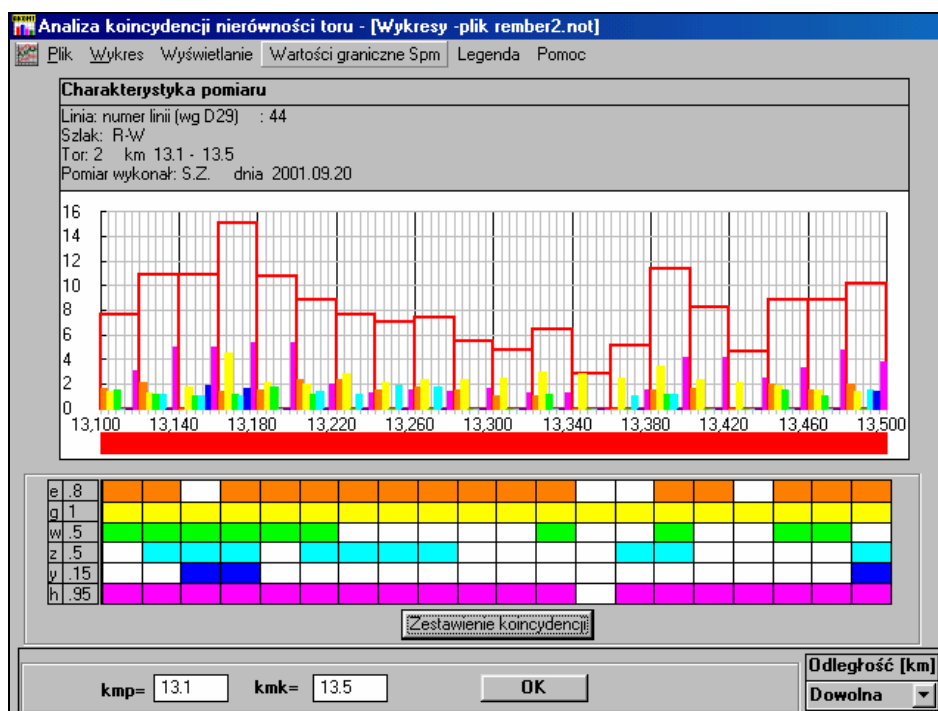 Analiza koincydencji nierówności toru - [Wykresy -plik rember2.not]
Plik Wykres Wyświetlanie Wartości graniczne Spm Legenda Pomoc
Charakterystyka pomiaru
Linia: numer linii (wg D29) : 44
Szlak: R-W
Tor: 2 km 13.1 - 13.5
Pomiar wykonał: S.Z. dnia 2001.09.20
16
14
12
10
8
6
4
2
0
13,100 13,140 13,180 13,220 13,260 13,300 13,340 13,380 13,420 13,460 13,500
e .8
g 1
w .5
z .5
y .15
h .95
Zestawienie koincydencji
Odległość [km]
kmp= 13.1 kmk= 13.5 OK Dowolna